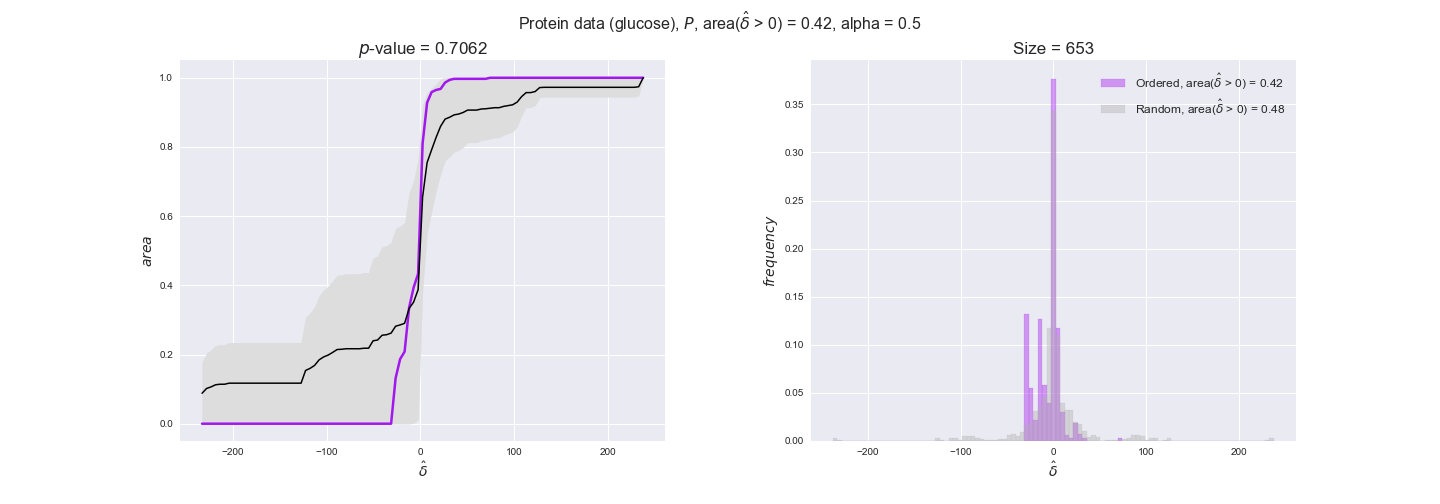 Protein data (glucose), P, area(δ̂ > 0) = 0.42, alpha = 0.5
p-value = 0.7062
1.0
0.8
0.6
0.4
0.2
0.0
area
−200 −100 0 100 200
δ̂
Size = 653
Ordered, area(δ̂ > 0) = 0.42
Random, area(δ̂ > 0) = 0.48
0.35
0.30
0.25
0.20
0.15
0.10
0.05
0.00
frequency
−200 −100 0 100 200
δ̂